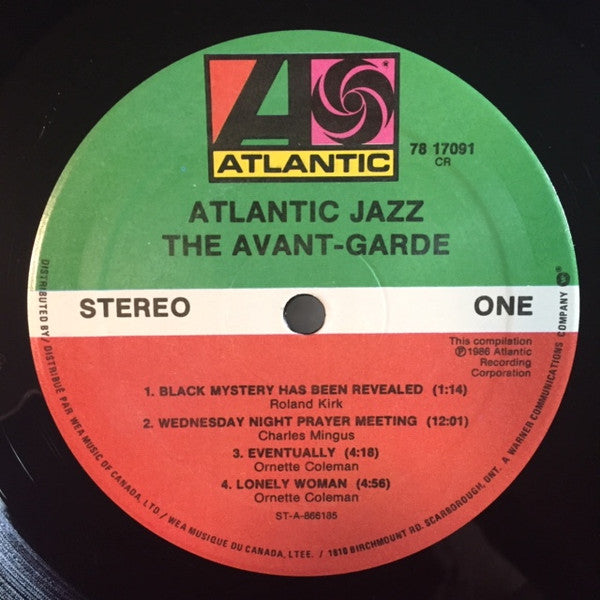 ATLANTIC
78 17091
CR
ATLANTIC JAZZ
THE AVANT-GARDE
STEREO
ONE
This compilation
℗1986 Atlantic
Recording
Corporation
1. BLACK MYSTERY HAS BEEN REVEALED (1:14)
Roland Kirk
2. WEDNESDAY NIGHT PRAYER MEETING (12:01)
Charles Mingus
3. EVENTUALLY (4:18)
Ornette Coleman
4. LONELY WOMAN (4:56)
Ornette Coleman
ST-A-866185
DISTRIBUTED BY / DISTRIBUÉ PAR WEA MUSIC OF CANADA, LTD. / WEA MUSIQUE DU CANADA, LTEE. / 1810 BIRCHMOUNT RD. SCARBOROUGH, ONT. A WARNER COMMUNICATIONS COMPANY ®